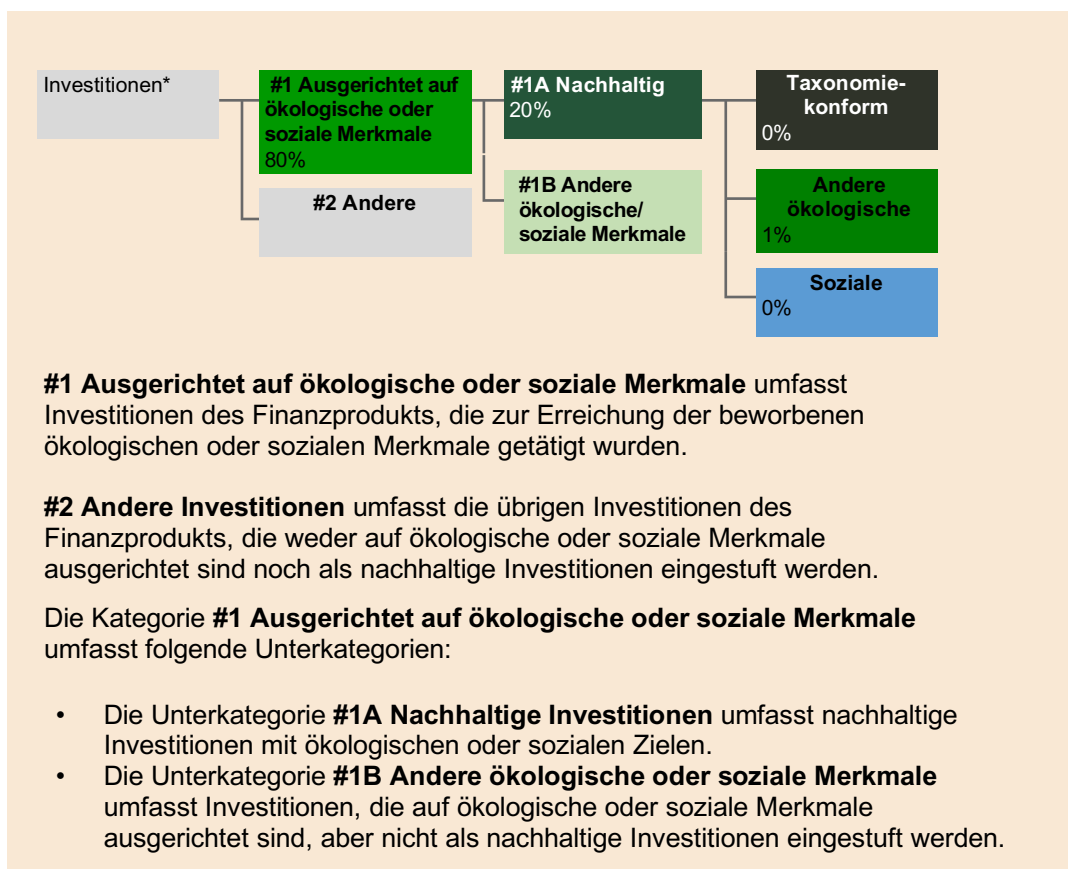 Investitionen*
#1 Ausgerichtet auf
ökologische oder
soziale Merkmale
80%
#2 Andere
#1A Nachhaltig
20%
#1B Andere
ökologische/
soziale Merkmale
Taxonomie-
konform
0%
Andere
ökologische
1%
Soziale
0%
#1 Ausgerichtet auf ökologische oder soziale Merkmale umfasst
Investitionen des Finanzprodukts, die zur Erreichung der beworbenen
ökologischen oder sozialen Merkmale getätigt wurden.
#2 Andere Investitionen umfasst die übrigen Investitionen des
Finanzprodukts, die weder auf ökologische oder soziale Merkmale
ausgerichtet sind noch als nachhaltige Investitionen eingestuft werden.
Die Kategorie #1 Ausgerichtet auf ökologische oder soziale Merkmale
umfasst folgende Unterkategorien:
• Die Unterkategorie #1A Nachhaltige Investitionen umfasst nachhaltige
Investitionen mit ökologischen oder sozialen Zielen.
• Die Unterkategorie #1B Andere ökologische oder soziale Merkmale
umfasst Investitionen, die auf ökologische oder soziale Merkmale
ausgerichtet sind, aber nicht als nachhaltige Investitionen eingestuft werden.